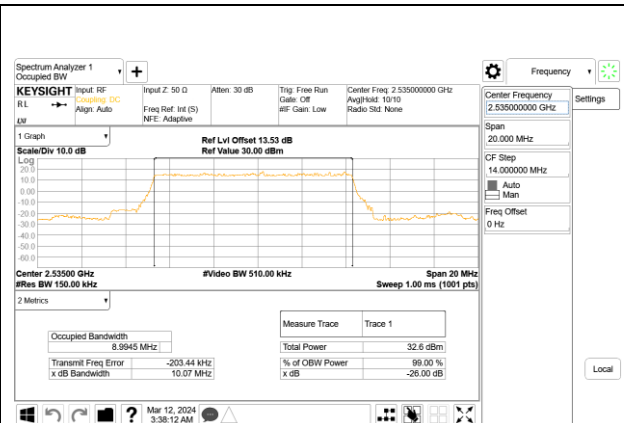 Spectrum Analyzer 1
Occupied BW
Frequency
KEYSIGHT
RL
Input: RF
Coupling: DC
Align: Auto
Input Z: 50 Ω
Freq Ref: Int (S)
NFE: Adaptive
Atten: 30 dB
Trig: Free Run
Gate: Off
#IF Gain: Low
Center Freq: 2.535000000 GHz
Avg|Hold: 10/10
Radio Std: None
Center Frequency
2.535000000 GHz
Settings
Span
20.000 MHz
CF Step
14.000000 MHz
Auto
Man
Freq Offset
0 Hz
Local
1 Graph
Scale/Div 10.0 dB
Ref Lvl Offset 13.53 dB
Ref Value 30.00 dBm
Log
20.0
10.0
0.00
-10.0
-20.0
-30.0
-40.0
-50.0
-60.0
Center 2.53500 GHz
#Video BW 510.00 kHz
Span 20 MHz
#Res BW 150.00 kHz
Sweep 1.00 ms (1001 pts)
2 Metrics
Measure Trace Trace 1
Occupied Bandwidth
8.9945 MHz
Total Power 32.6 dBm
Transmit Freq Error -203.44 kHz
% of OBW Power 99.00 %
x dB Bandwidth 10.07 MHz
x dB -26.00 dB
?
Mar 12, 2024
3:38:12 AM